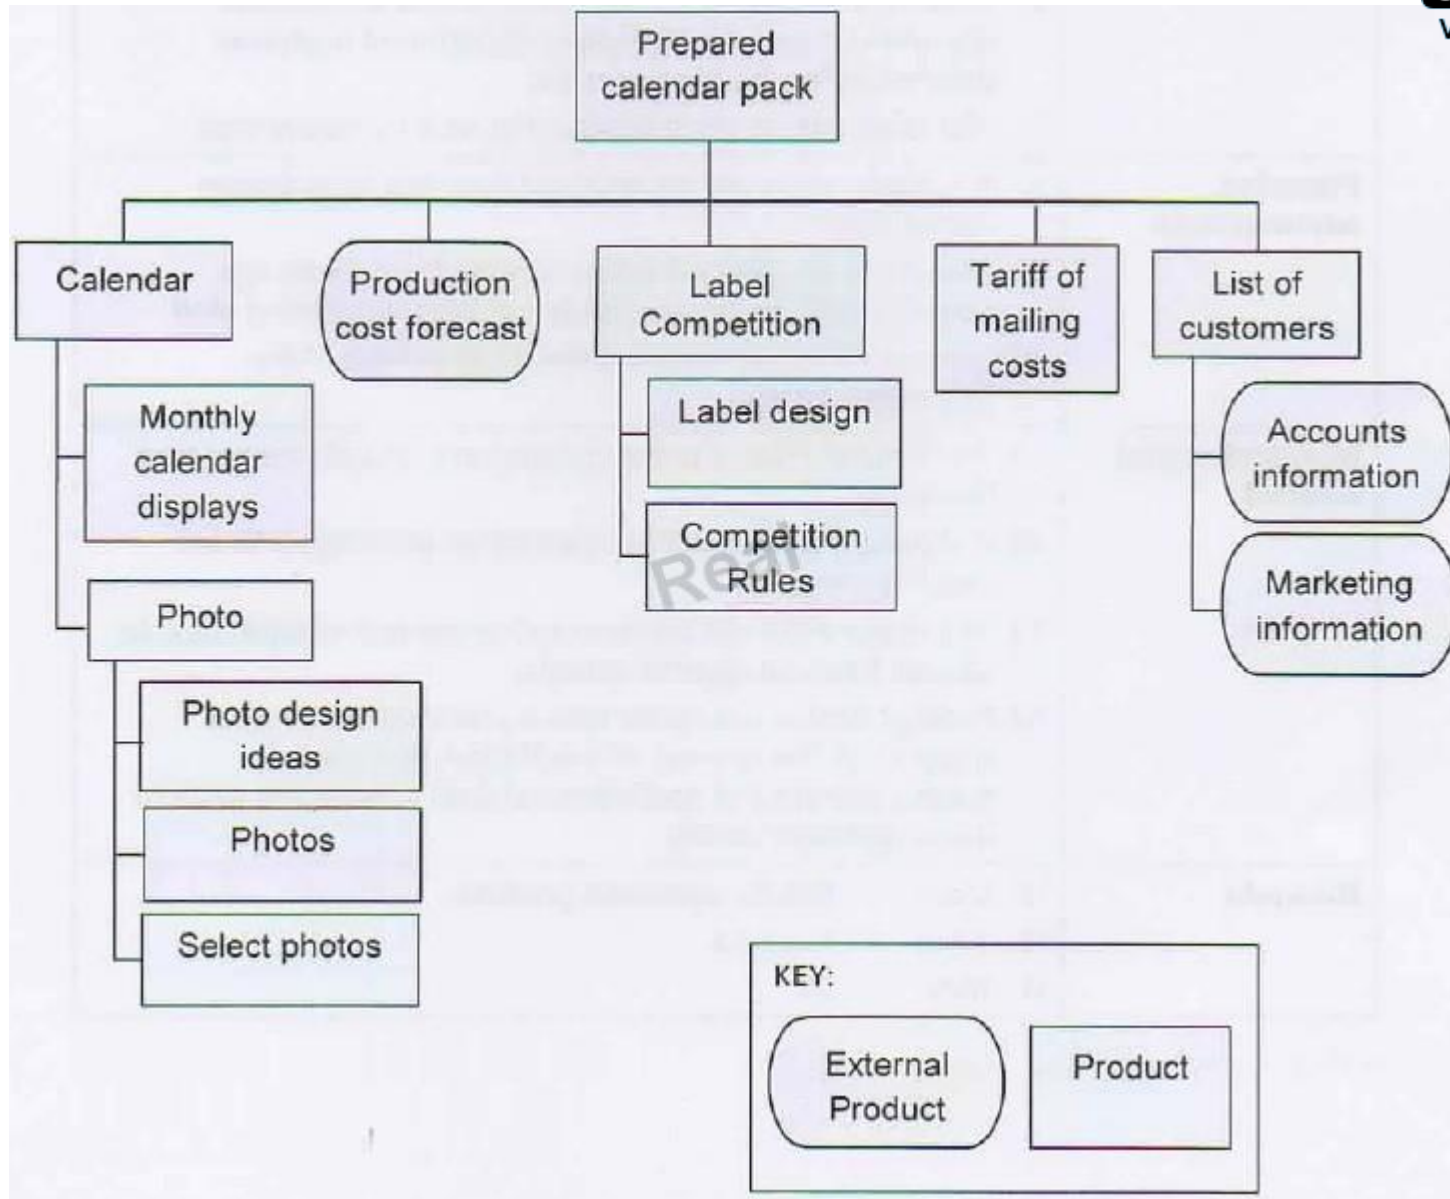 Prepared
calendar pack
Calendar
Production
cost forecast
Label
Competition
Tariff of
mailing
costs
List of
customers
Monthly
calendar
displays
Label design
Accounts
information
Competition
Rules
Real
Photo
Marketing
information
Photo design
ideas
Photos
Select photos
KEY:
External
Product
Product